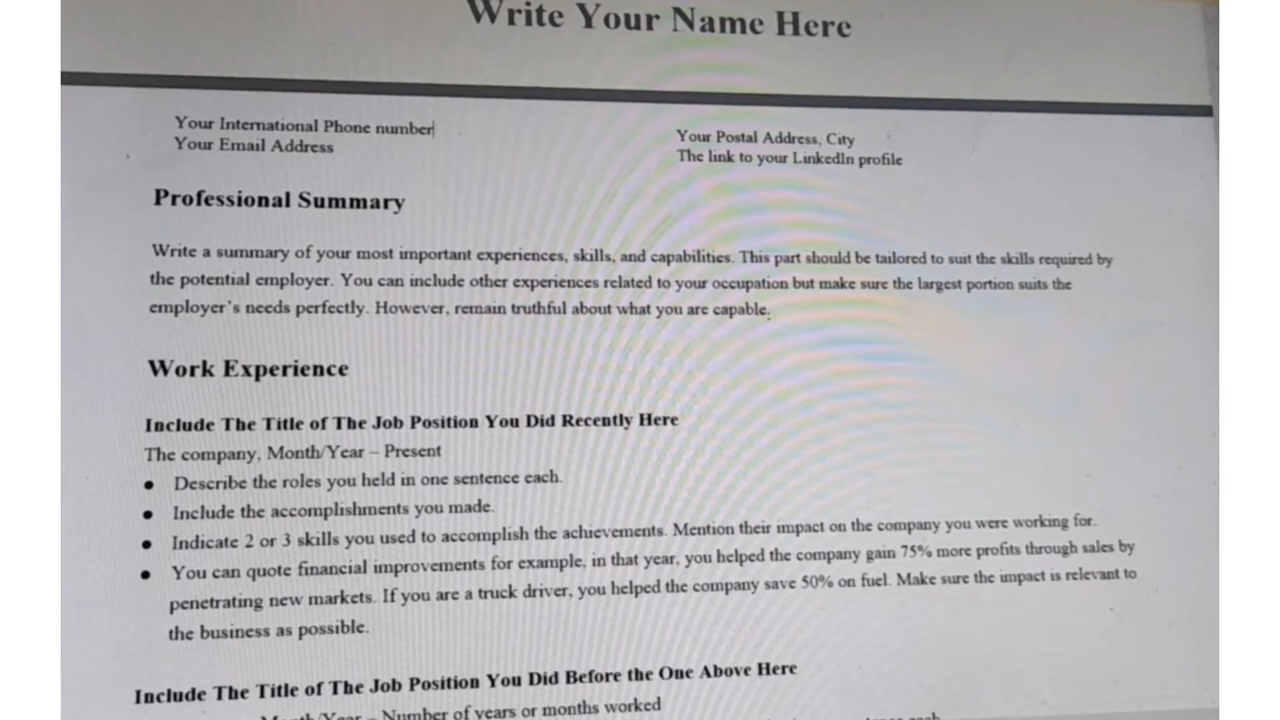 Write Your Name Here
Your International Phone number
Your Email Address
Your Postal Address, City
The link to your LinkedIn profile
Professional Summary
Write a summary of your most important experiences, skills, and capabilities. This part should be tailored to suit the skills required by
the potential employer. You can include other experiences related to your occupation but make sure the largest portion suits the
employer's needs perfectly. However, remain truthful about what you are capable.
Work Experience
Include The Title of The Job Position You Did Recently Here
The company, Month/Year – Present
● Describe the roles you held in one sentence each.
● Include the accomplishments you made.
● Indicate 2 or 3 skills you used to accomplish the achievements. Mention their impact on the company you were working for.
● You can quote financial improvements for example, in that year, you helped the company gain 75% more profits through sales by
penetrating new markets. If you are a truck driver, you helped the company save 50% on fuel. Make sure the impact is relevant to
the business as possible.
Include The Title of The Job Position You Did Before the One Above Here
Month/Year – Number of years or months worked